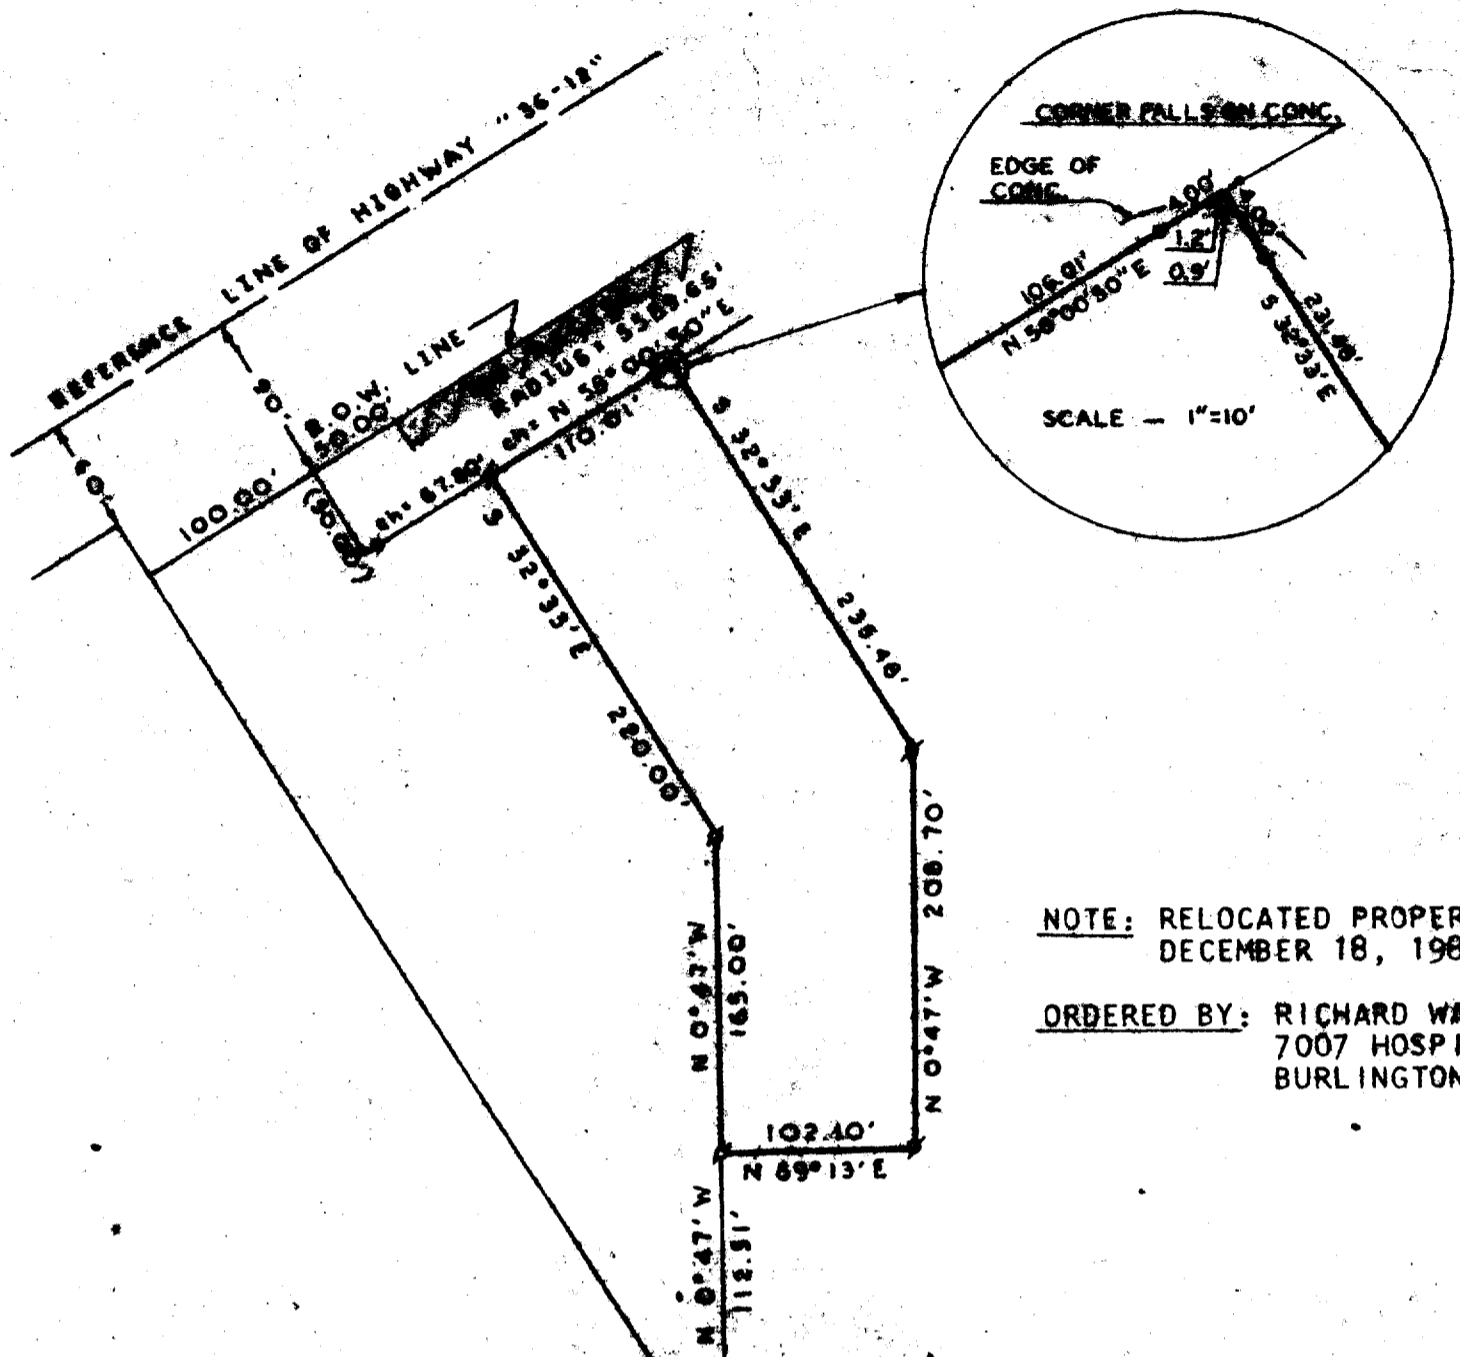 REFERENCE LINE OF HIGHWAY "36-12"
60'
90'
100.00'
R.O.W. LINE
50.00'
(50.00')
ch= 67.80'
RADIUS=
ch= N 58°00'50" E
110.01'
S 32°33' E
220.00'
S 32°33' E
N 0°47' W
165.00'
N 0°47' W 208.70'
102.40'
N 89°13' E
N 0°47' W
112.51'
CORNER FALLS ON CONC.
EDGE OF
CONC.
4.00'
4.00'
1.2'
0.9'
106.01'
N 58°00'50" E
S 32°33' E
SCALE — 1"=10'
NOTE: RELOCATED PROPER
DECEMBER 18, 198
ORDERED BY: RICHARD
7007 HOSP
BURLINGTON